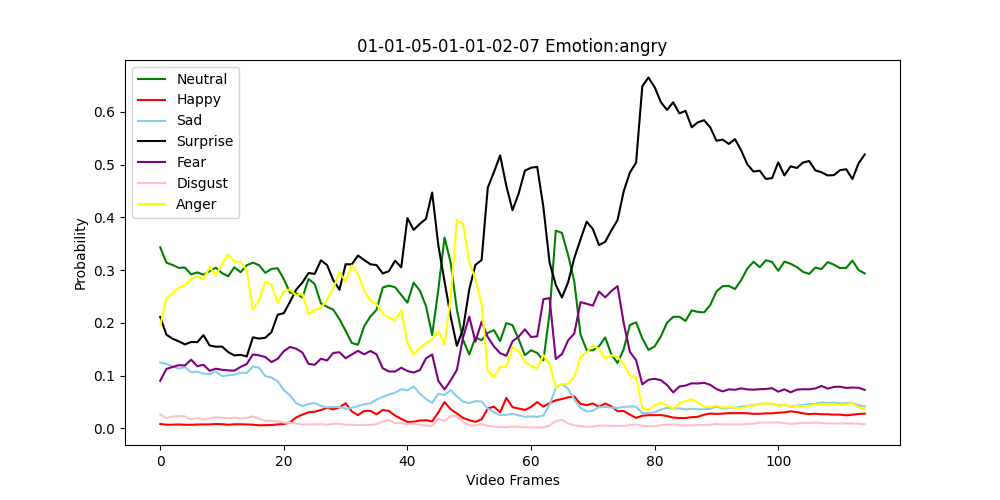 01-01-05-01-01-02-07 Emotion:angry
Neutral
Happy
Sad
Surprise
Fear
Disgust
Anger
Probability
0.6
0.5
0.4
0.3
0.2
0.1
0.0
0 20 40 60 80 100
Video Frames